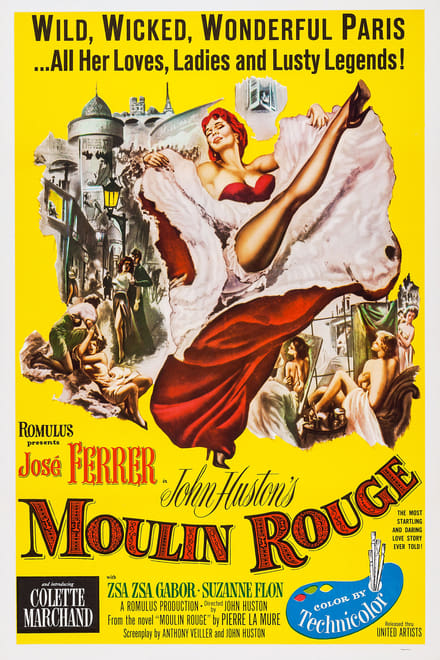 WILD, WICKED, WONDERFUL PARIS
...All Her Loves, Ladies and Lusty Legends!
ROMULUS
presents
José FERRER
in
John Huston's
MOULIN ROUGE
THE MOST
STARTLING
AND DARING
LOVE STORY
EVER TOLD!
and introducing
COLETTE
MARCHAND
with
ZSA ZSA GABOR · SUZANNE FLON
A ROMULUS PRODUCTION · Directed by JOHN HUSTON
From the novel "MOULIN ROUGE" by PIERRE LA MURE
Screenplay by ANTHONY VEILLER and JOHN HUSTON
COLOR BY
Technicolor
Released thru
UNITED ARTISTS